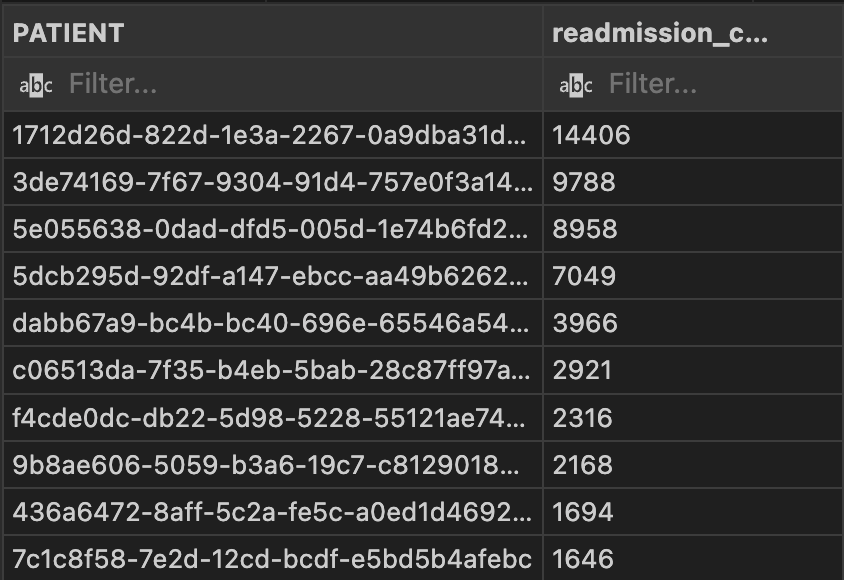 PATIENT readmission_c...
abc Filter... abc Filter...
1712d26d-822d-1e3a-2267-0a9dba31d... 14406
3de74169-7f67-9304-91d4-757e0f3a14... 9788
5e055638-0dad-dfd5-005d-1e74b6fd2... 8958
5dcb295d-92df-a147-ebcc-aa49b6262... 7049
dabb67a9-bc4b-bc40-696e-65546a54... 3966
c06513da-7f35-b4eb-5bab-28c87ff97a... 2921
f4cde0dc-db22-5d98-5228-55121ae74... 2316
9b8ae606-5059-b3a6-19c7-c8129018... 2168
436a6472-8aff-5c2a-fe5c-a0ed1d4692... 1694
7c1c8f58-7e2d-12cd-bcdf-e5bd5b4afebc 1646